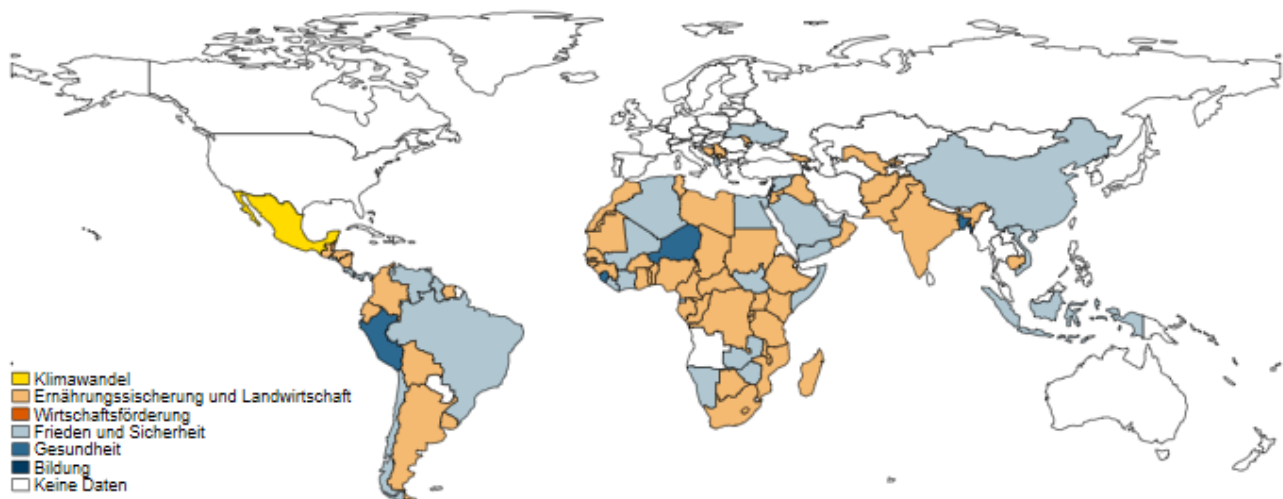 Klimawandel
Ernährungssicherung und Landwirtschaft
Wirtschaftsförderung
Frieden und Sicherheit
Gesundheit
Bildung
Keine Daten